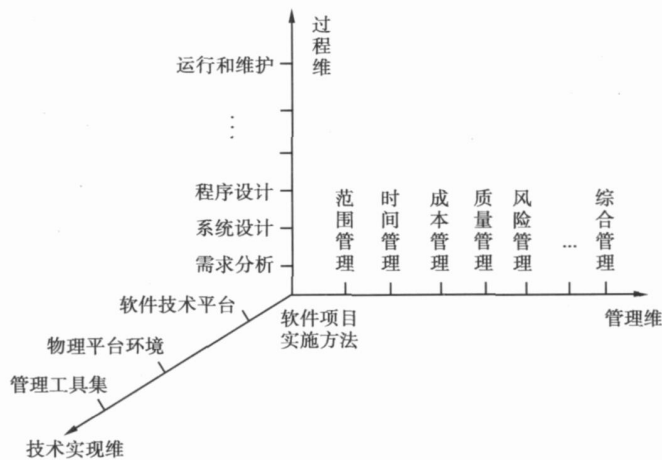 过程维
运行和维护
⋮
程序设计
系统设计
需求分析
范围管理
时间管理
成本管理
质量管理
风险管理
...
综合管理
软件技术平台
软件项目
实施方法
管理维
物理平台环境
管理工具集
技术实现维